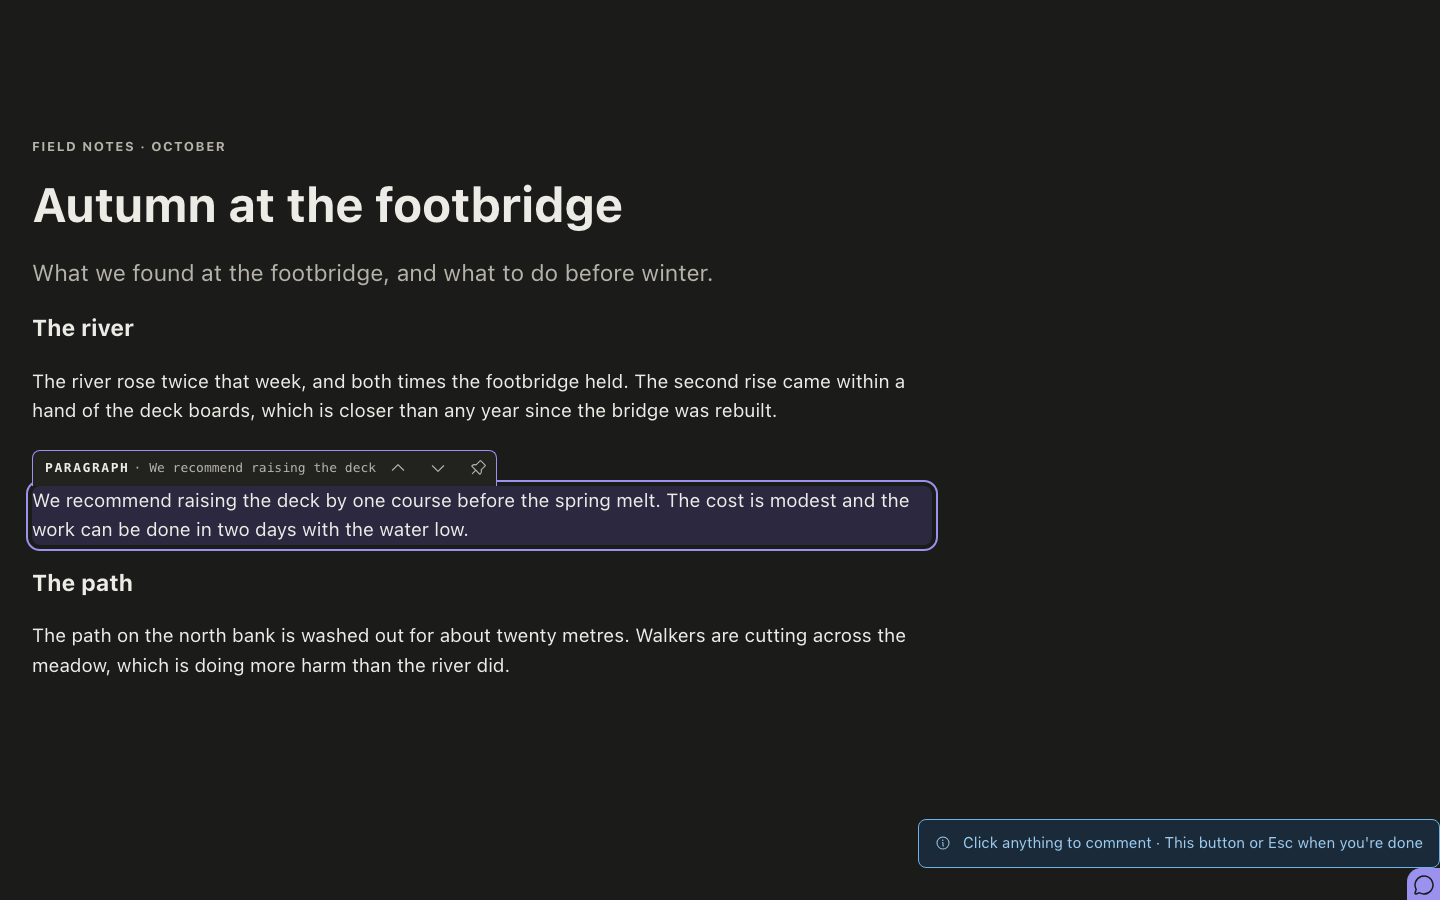 FIELD NOTES · OCTOBER
Autumn at the footbridge
What we found at the footbridge, and what to do before winter.
The river
The river rose twice that week, and both times the footbridge held. The second rise came within a
hand of the deck boards, which is closer than any year since the bridge was rebuilt.
PARAGRAPH · We recommend raising the deck
We recommend raising the deck by one course before the spring melt. The cost is modest and the
work can be done in two days with the water low.
The path
The path on the north bank is washed out for about twenty metres. Walkers are cutting across the
meadow, which is doing more harm than the river did.
Click anything to comment · This button or Esc when you're done